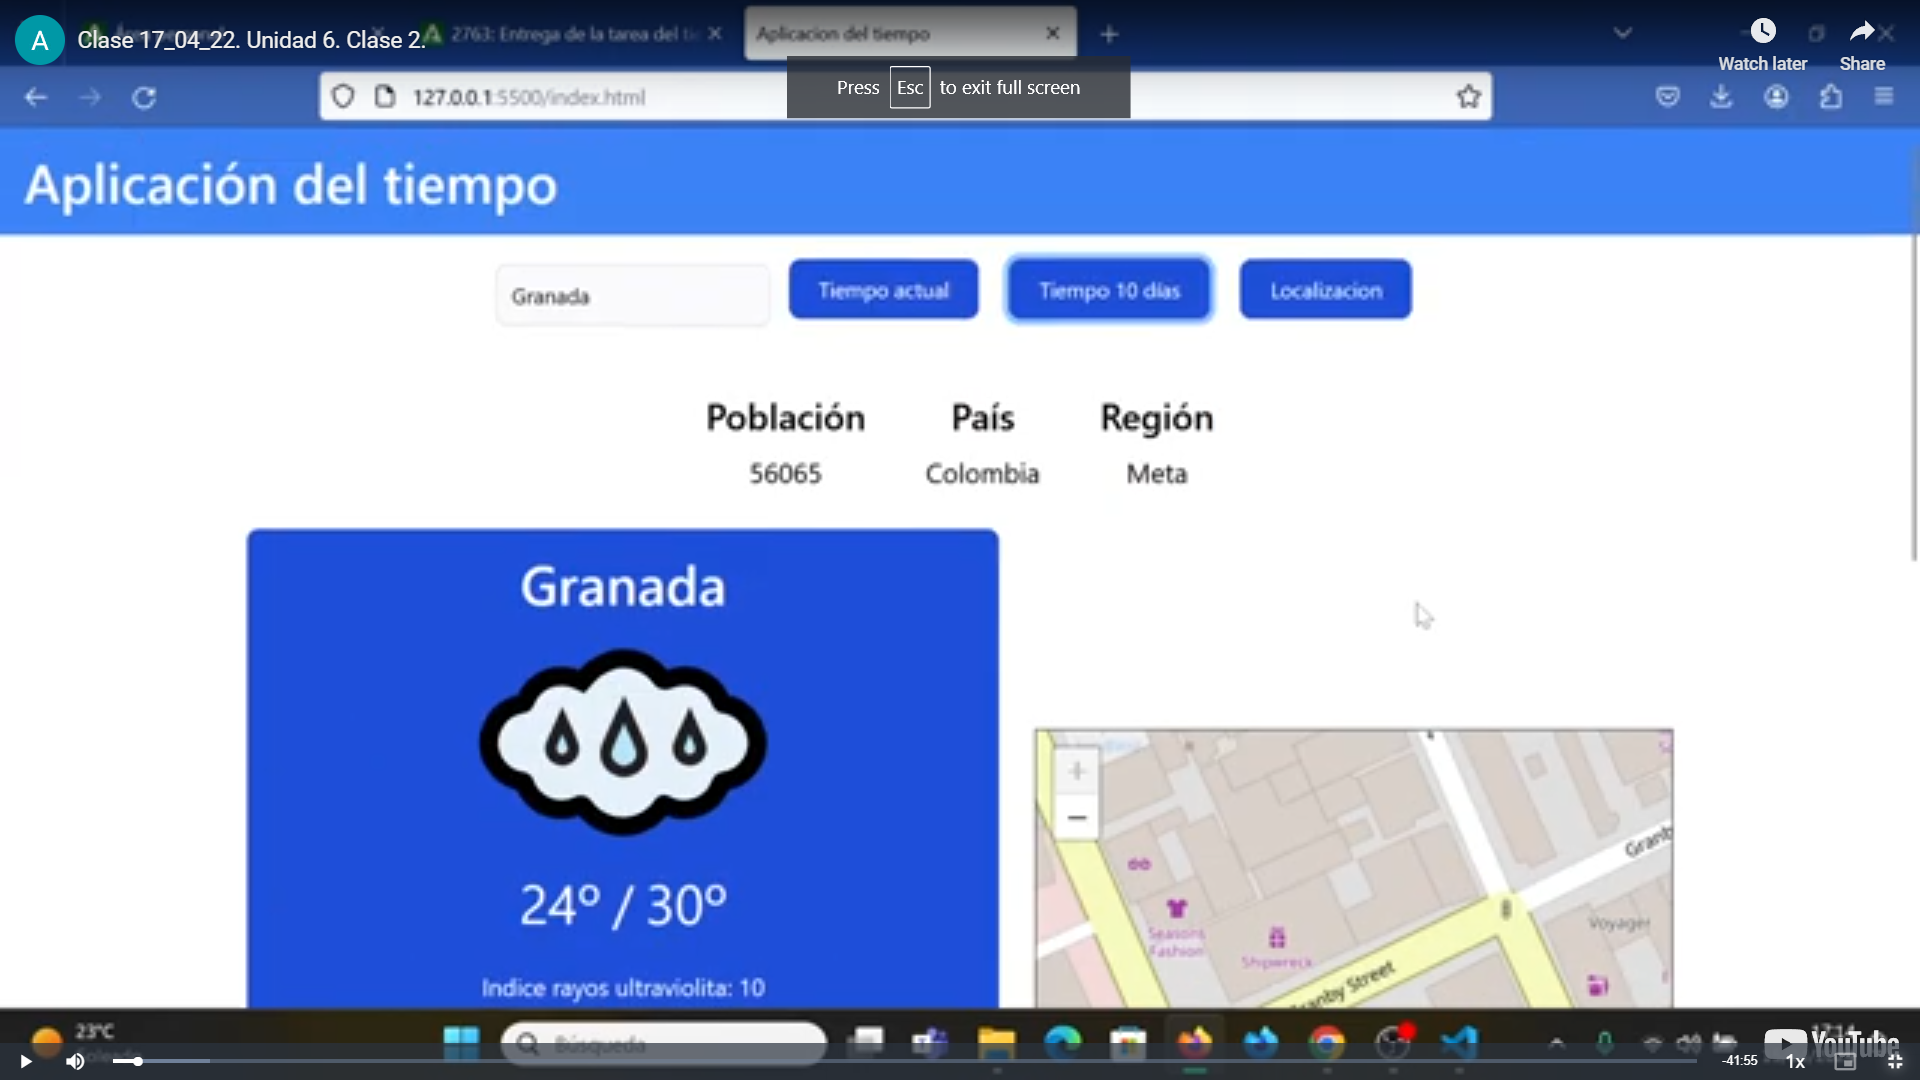 A Clase 17_04_22. Unidad 6. Clase 2.
2763: Entrega de la tarea del
Aplicacion del tiempo
Watch later
Share
Press Esc to exit full screen
127.0.0.1:5500/index.html
Aplicación del tiempo
Granada
Tiempo actual
Tiempo 10 días
Localizacion
Población País Región
56065 Colombia Meta
Granada
24º / 30º
Indice rayos ultraviolita: 10
+
−
Granb
Voyager
Seasons
Fashion
Shipwreck
Granby Street
23°C
Búsqueda
YouTube
-41:55
1x